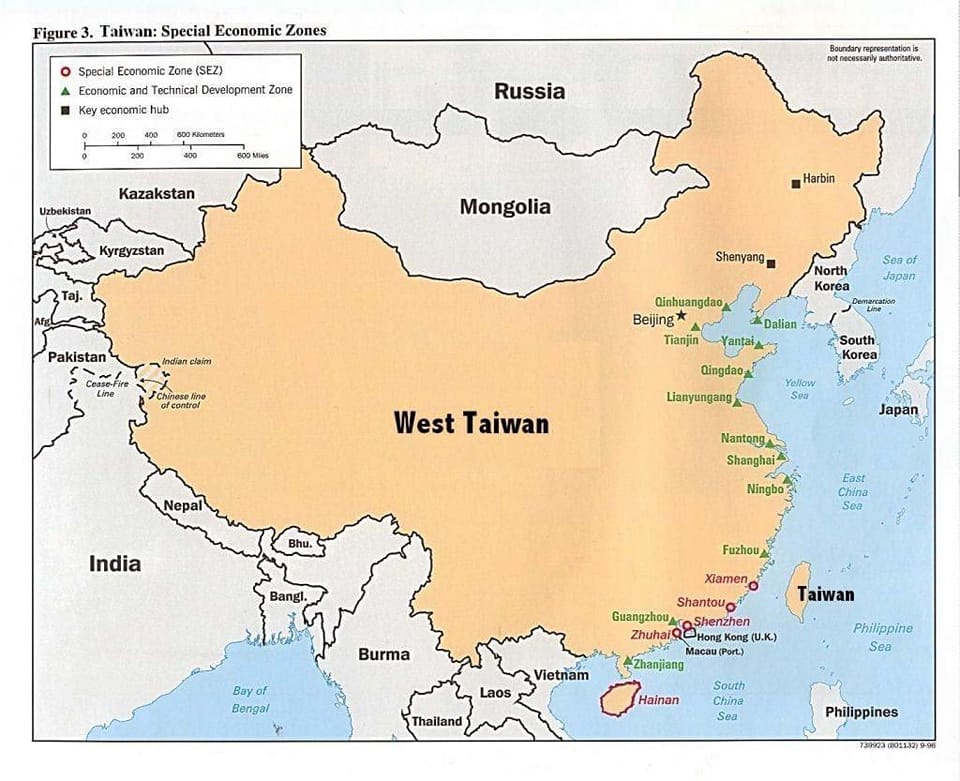 Figure 3. Taiwan: Special Economic Zones
Boundary representation is
not necessarily authoritative.
Special Economic Zone (SEZ)
Economic and Technical Development Zone
Key economic hub
0 200 400 600 Kilometers
0 200 400 600 Miles
Russia
Kazakstan
Mongolia
Harbin
Uzbekistan
Kyrgyzstan
Shenyang
Sea of
Japan
North
Korea
Taj.
Qinhuangdao
Demarcation
Line
Afg.
Beijing
Dalian
Tianjin
Yantai
South
Korea
Pakistan
Indian claim
Cease-Fire
Line
Chinese line
of control
Qingdao
Yellow
Sea
Lianyungang
Japan
West Taiwan
Nantong
Shanghai
Ningbo
East
China
Sea
Nepal
Bhu.
India
Fuzhou
Xiamen
Bangl.
Taiwan
Shantou
Guangzhou
Shenzhen
Zhuhai
Hong Kong (U.K.)
Macau (Port.)
Philippine
Sea
Burma
Zhanjiang
Vietnam
Laos
Hainan
Bay of
Bengal
South
China
Sea
Thailand
Philippines
739923 (801132) 9-96